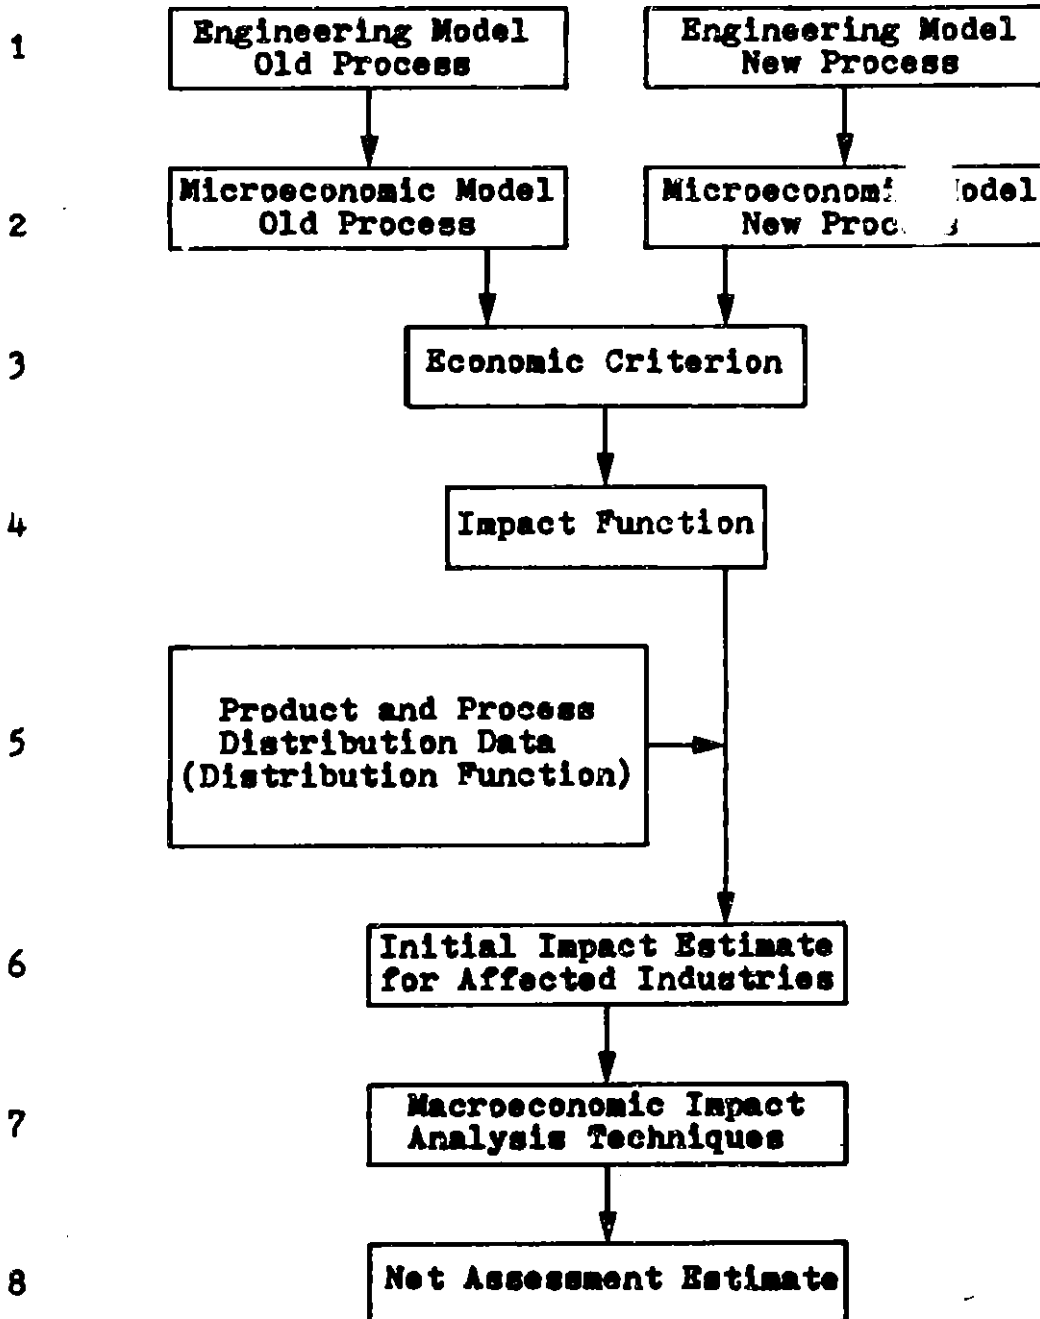 1
Engineering Model
Old Process
Engineering Model
New Process
2
Microeconomic Model
Old Process
New
3
Economic Criterion
4
Impact Function
5
Product and Process
Distribution Data
(Distribution Function)
6
Initial Impact Estimate
for Affected Industries
7
Macroeconomic Impact
Analysis Techniques
8
Net Assessment Estimate